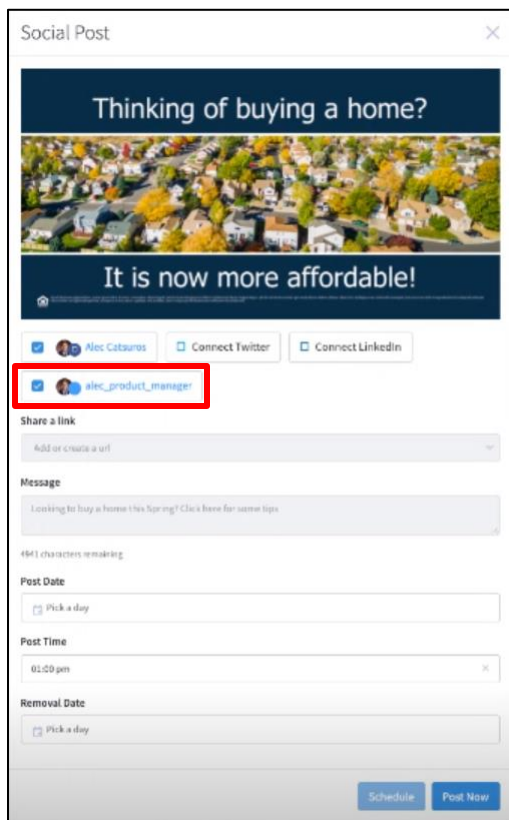 Social Post
Thinking of buying a home?
It is now more affordable!
Alec Catsuros Connect Twitter Connect LinkedIn
alec_product_manager
Share a link
Add or create a url
Message
Looking to buy a home this Spring? Click here for some tips
4941 characters remaining
Post Date
Pick a day
Post Time
01:00 pm
Removal Date
Pick a day
Schedule Post Now